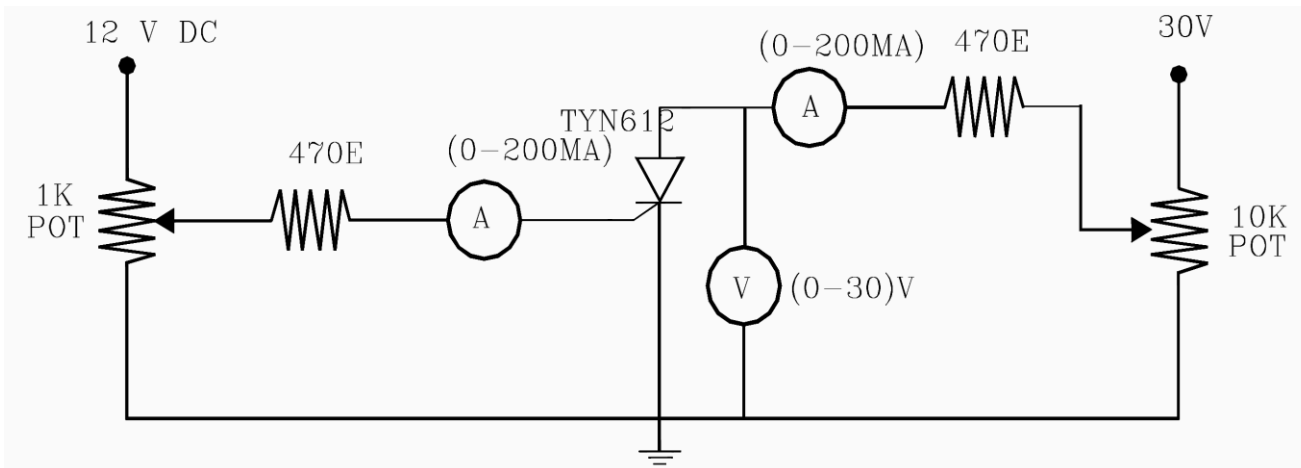 12 V DC
(0-200MA)
470E
30V
TYN612
A
470E
(0-200MA)
1K
POT
A
10K
POT
V
(0-30)V